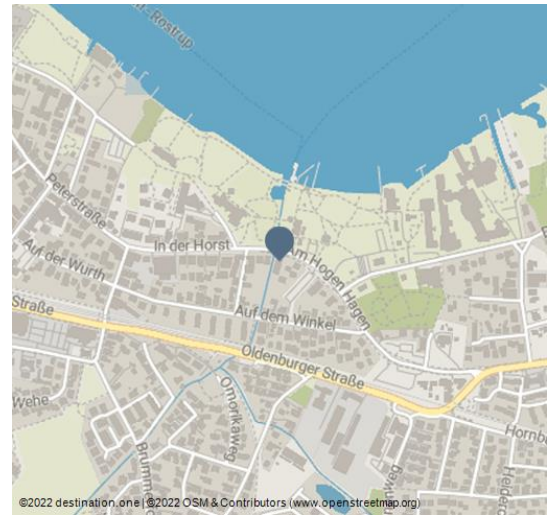 - Rostrup
Peterstraße
In der Horst
Am Hogen Hagen
Auf der Wurth
Straße
Auf dem Winkel
Oldenburger Straße
Wehe
Omorikaweg
Hornb
©2022 destination.one | ©2022 OSM & Contributors (www.openstreetmap.org)